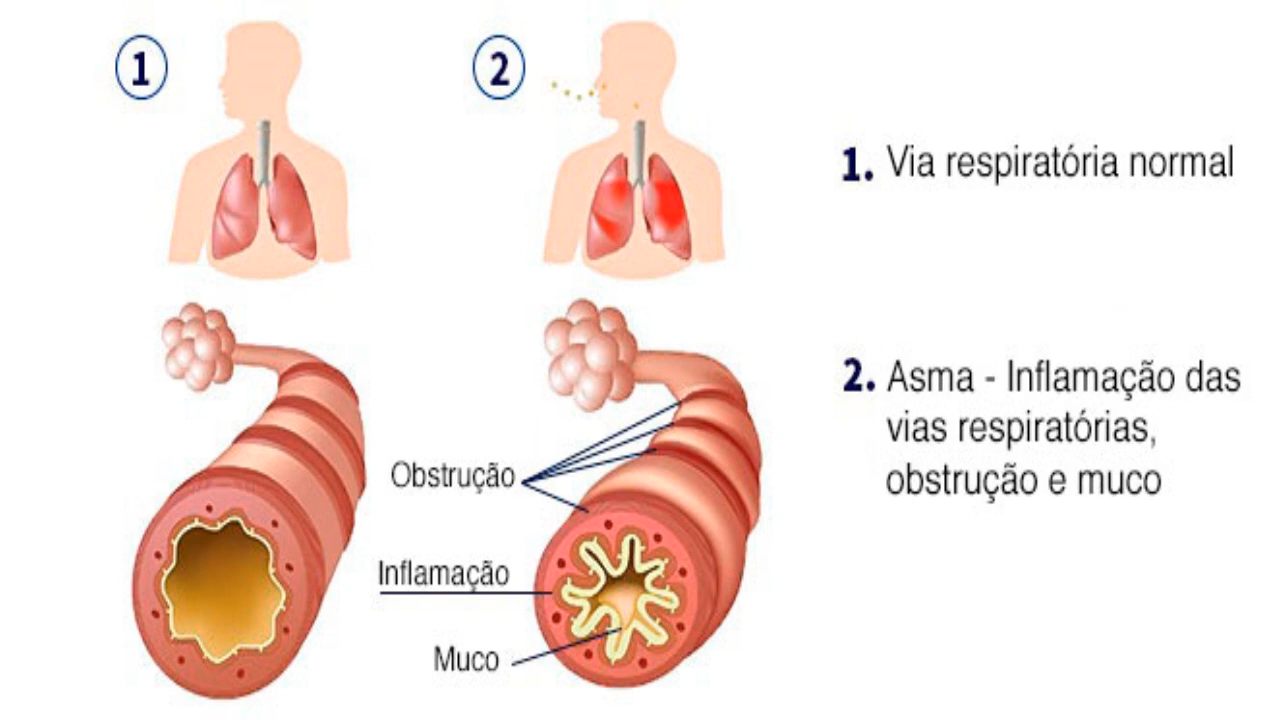 1
2
1. Via respiratória normal
2. Asma - Inflamação das
vias respiratórias,
obstrução e muco
Obstrução
Inflamação
Muco